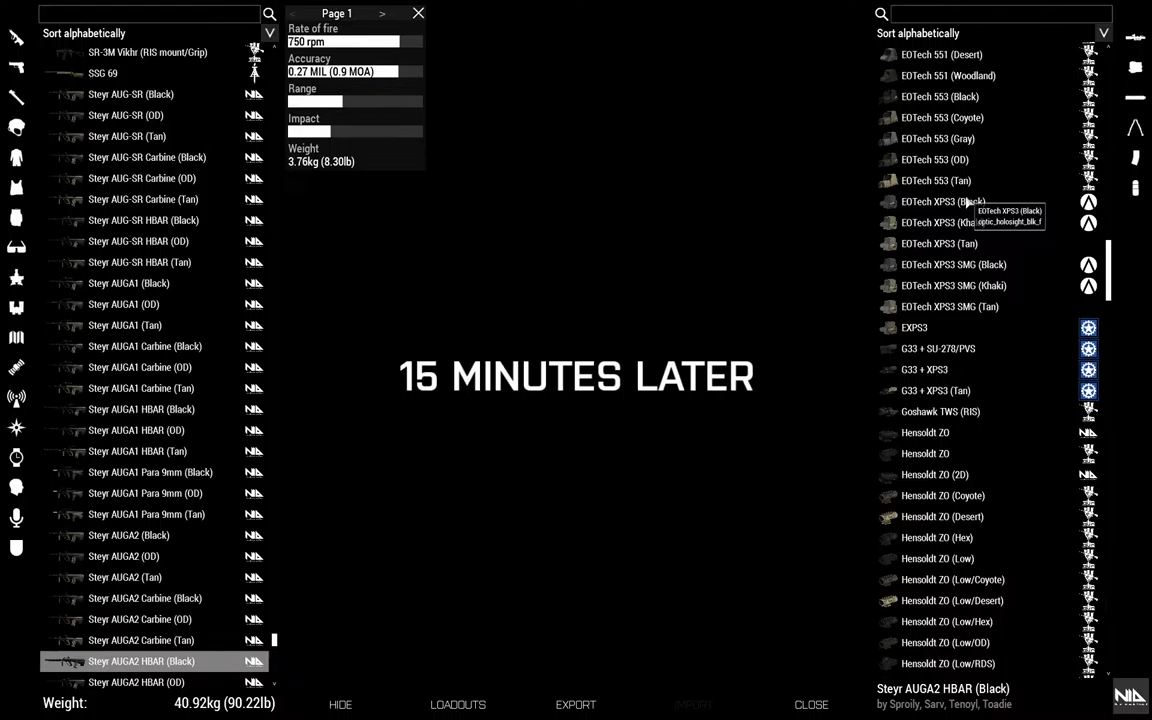 Sort alphabetically
SR-3M Vikhr (RIS mount/Grip)
SSG 69
Steyr AUG-SR (Black)
Steyr AUG-SR (OD)
Steyr AUG-SR (Tan)
Steyr AUG-SR Carbine (Black)
Steyr AUG-SR Carbine (OD)
Steyr AUG-SR Carbine (Tan)
Steyr AUG-SR HBAR (Black)
Steyr AUG-SR HBAR (OD)
Steyr AUG-SR HBAR (Tan)
Steyr AUGA1 (Black)
Steyr AUGA1 (OD)
Steyr AUGA1 (Tan)
Steyr AUGA1 Carbine (Black)
Steyr AUGA1 Carbine (OD)
Steyr AUGA1 Carbine (Tan)
Steyr AUGA1 HBAR (Black)
Steyr AUGA1 HBAR (OD)
Steyr AUGA1 HBAR (Tan)
Steyr AUGA1 Para 9mm (Black)
Steyr AUGA1 Para 9mm (OD)
Steyr AUGA1 Para 9mm (Tan)
Steyr AUGA2 (Black)
Steyr AUGA2 (OD)
Steyr AUGA2 (Tan)
Steyr AUGA2 Carbine (Black)
Steyr AUGA2 Carbine (OD)
Steyr AUGA2 Carbine (Tan)
Steyr AUGA2 HBAR (Black)
Steyr AUGA2 HBAR (OD)
Weight: 40.92kg (90.22lb)
< Page 1 >
Rate of fire
750 rpm
Accuracy
0.27 MIL (0.9 MOA)
Range
Impact
Weight
3.76kg (8.30lb)
15 MINUTES LATER
HIDE LOADOUTS EXPORT IMPORT CLOSE
Sort alphabetically
EOTech 551 (Desert)
EOTech 551 (Woodland)
EOTech 553 (Black)
EOTech 553 (Coyote)
EOTech 553 (Gray)
EOTech 553 (OD)
EOTech 553 (Tan)
EOTech XPS3 (Black)
EOTech XPS3 (Black)
optic_holosight_blk_f
EOTech XPS3 (Kha
EOTech XPS3 (Tan)
EOTech XPS3 SMG (Black)
EOTech XPS3 SMG (Khaki)
EOTech XPS3 SMG (Tan)
EXPS3
G33 + SU-278/PVS
G33 + XPS3
G33 + XPS3 (Tan)
Goshawk TWS (RIS)
Hensoldt ZO
Hensoldt ZO
Hensoldt ZO (2D)
Hensoldt ZO (Coyote)
Hensoldt ZO (Desert)
Hensoldt ZO (Hex)
Hensoldt ZO (Low)
Hensoldt ZO (Low/Coyote)
Hensoldt ZO (Low/Desert)
Hensoldt ZO (Low/Hex)
Hensoldt ZO (Low/OD)
Hensoldt ZO (Low/RDS)
Steyr AUGA2 HBAR (Black)
by Sproily, Sarv, Tenoyl, Toadie